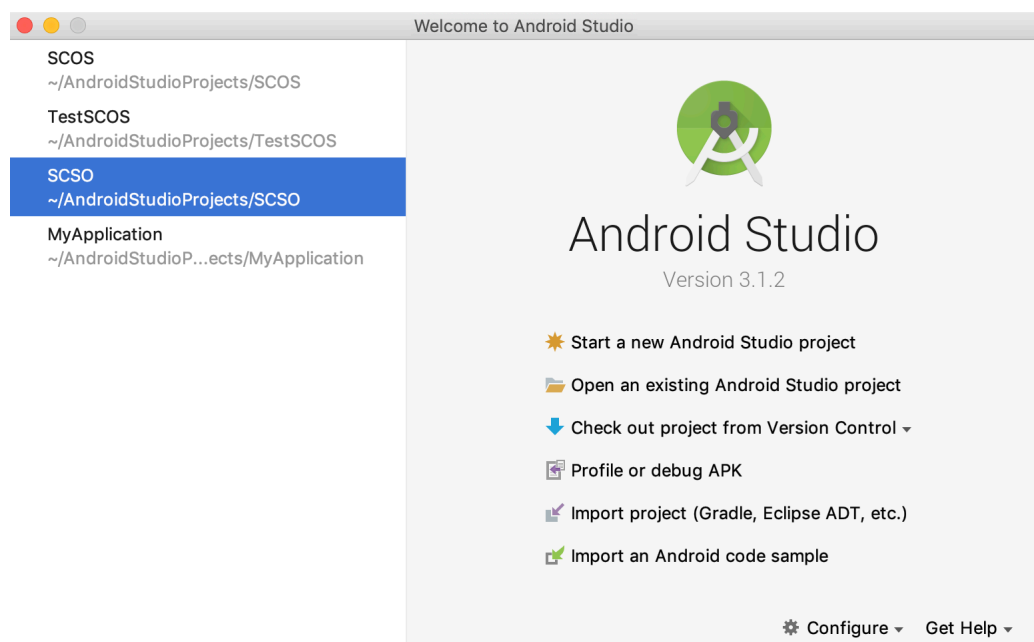 Welcome to Android Studio
SCOS
~/AndroidStudioProjects/SCOS
TestSCOS
~/AndroidStudioProjects/TestSCOS
SCSO
~/AndroidStudioProjects/SCSO
MyApplication
~/AndroidStudioP...ects/MyApplication
Android Studio
Version 3.1.2
Start a new Android Studio project
Open an existing Android Studio project
Check out project from Version Control
Profile or debug APK
Import project (Gradle, Eclipse ADT, etc.)
Import an Android code sample
Configure Get Help